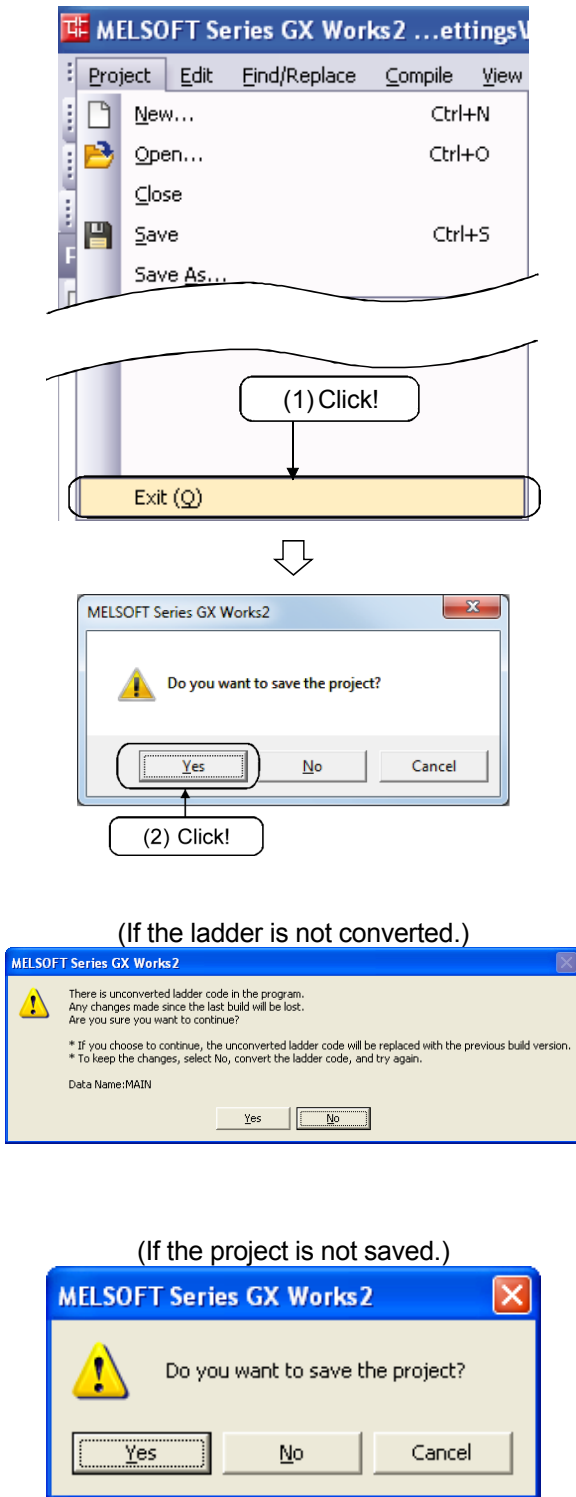 MELSOFT Series GX Works2 ...ettings
Project Edit Find/Replace Compile View
New... Ctrl+N
Open... Ctrl+O
Close
Save Ctrl+S
Save As...
(1) Click!
Exit (Q)
MELSOFT Series GX Works2
Do you want to save the project?
Yes No Cancel
(2) Click!
(If the ladder is not converted.)
MELSOFT Series GX Works2
There is unconverted ladder code in the program.
Any changes made since the last build will be lost.
Are you sure you want to continue?
* If you choose to continue, the unconverted ladder code will be replaced with the previous build version.
* To keep the changes, select No, convert the ladder code, and try again.
Data Name:MAIN
Yes No
(If the project is not saved.)
MELSOFT Series GX Works2
Do you want to save the project?
Yes No Cancel